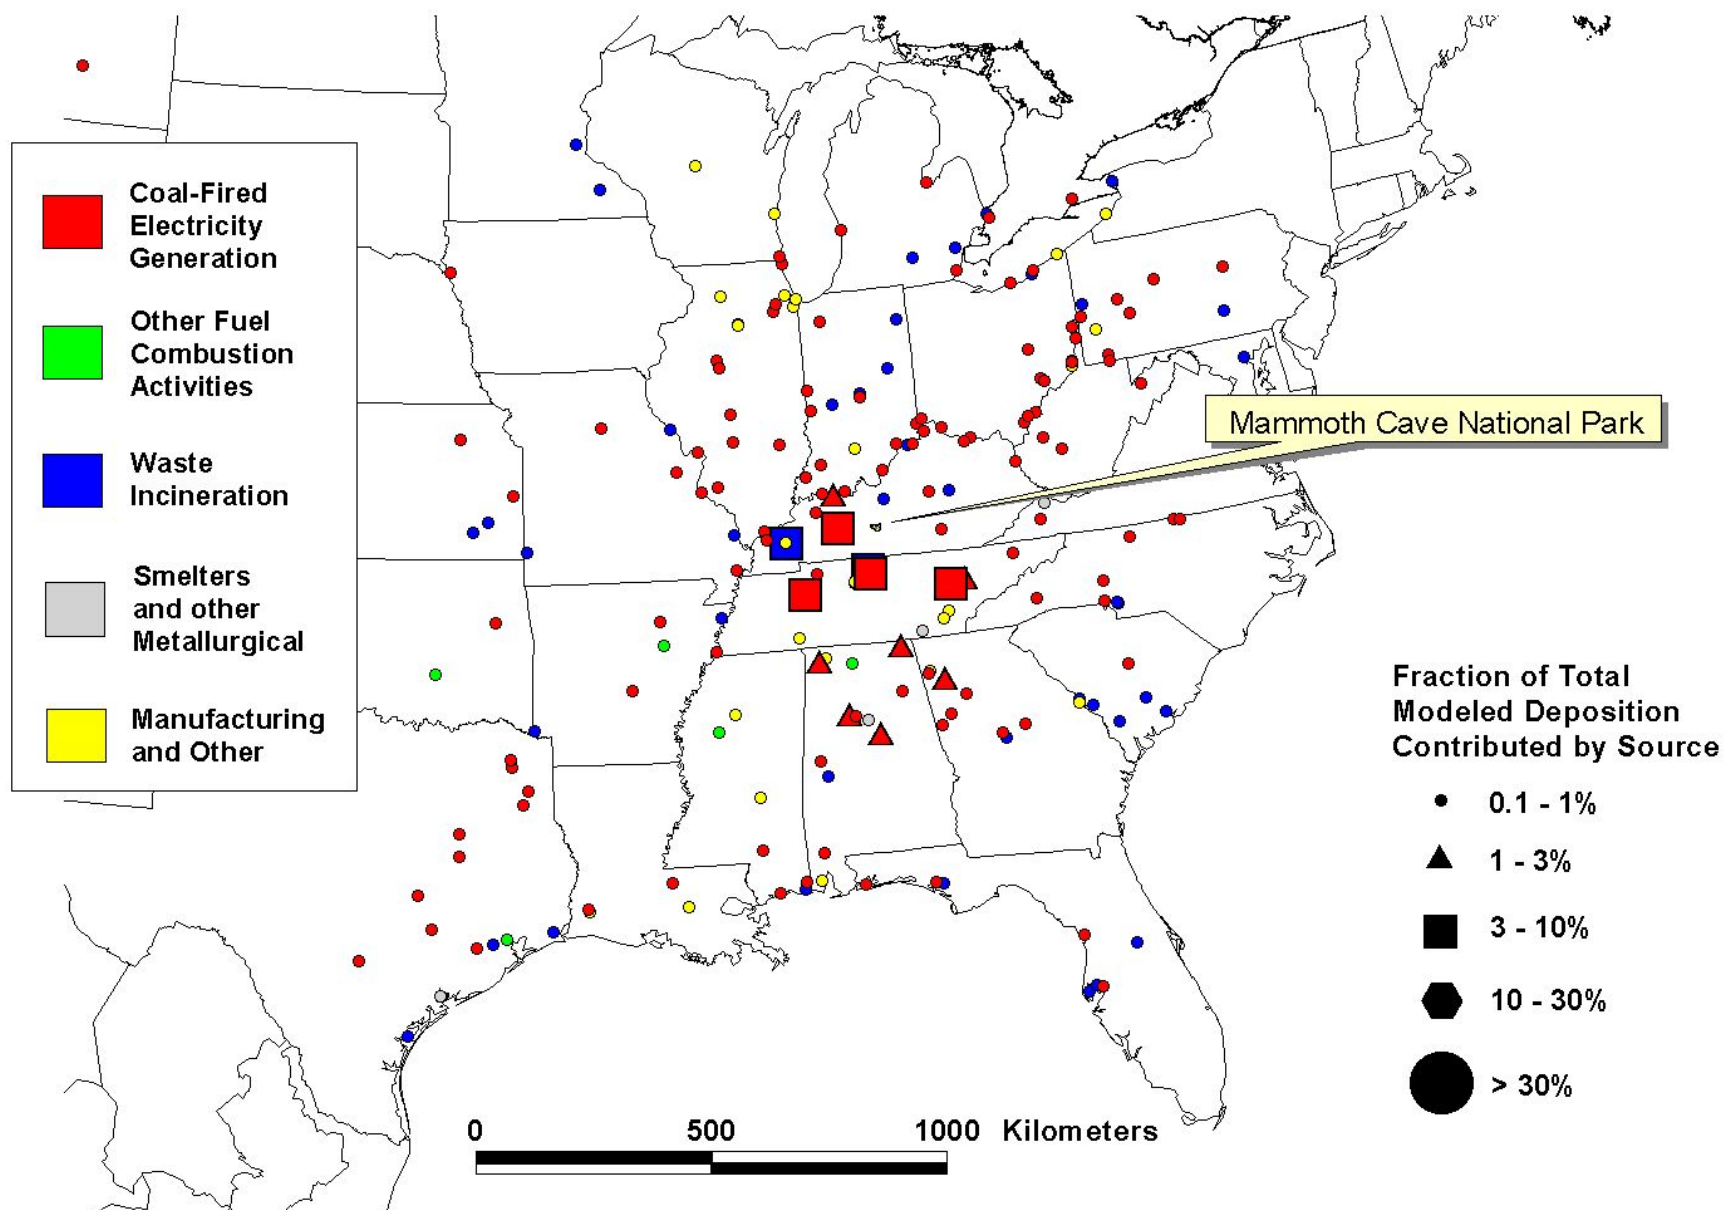 Coal-Fired
Electricity
Generation
Other Fuel
Combustion
Activities
Waste
Incineration
Smelters
and other
Metallurgical
Manufacturing
and Other
Mammoth Cave National Park
Fraction of Total
Modeled Deposition
Contributed by Source
0.1 - 1%
1 - 3%
3 - 10%
10 - 30%
> 30%
0 500 1000 Kilometers